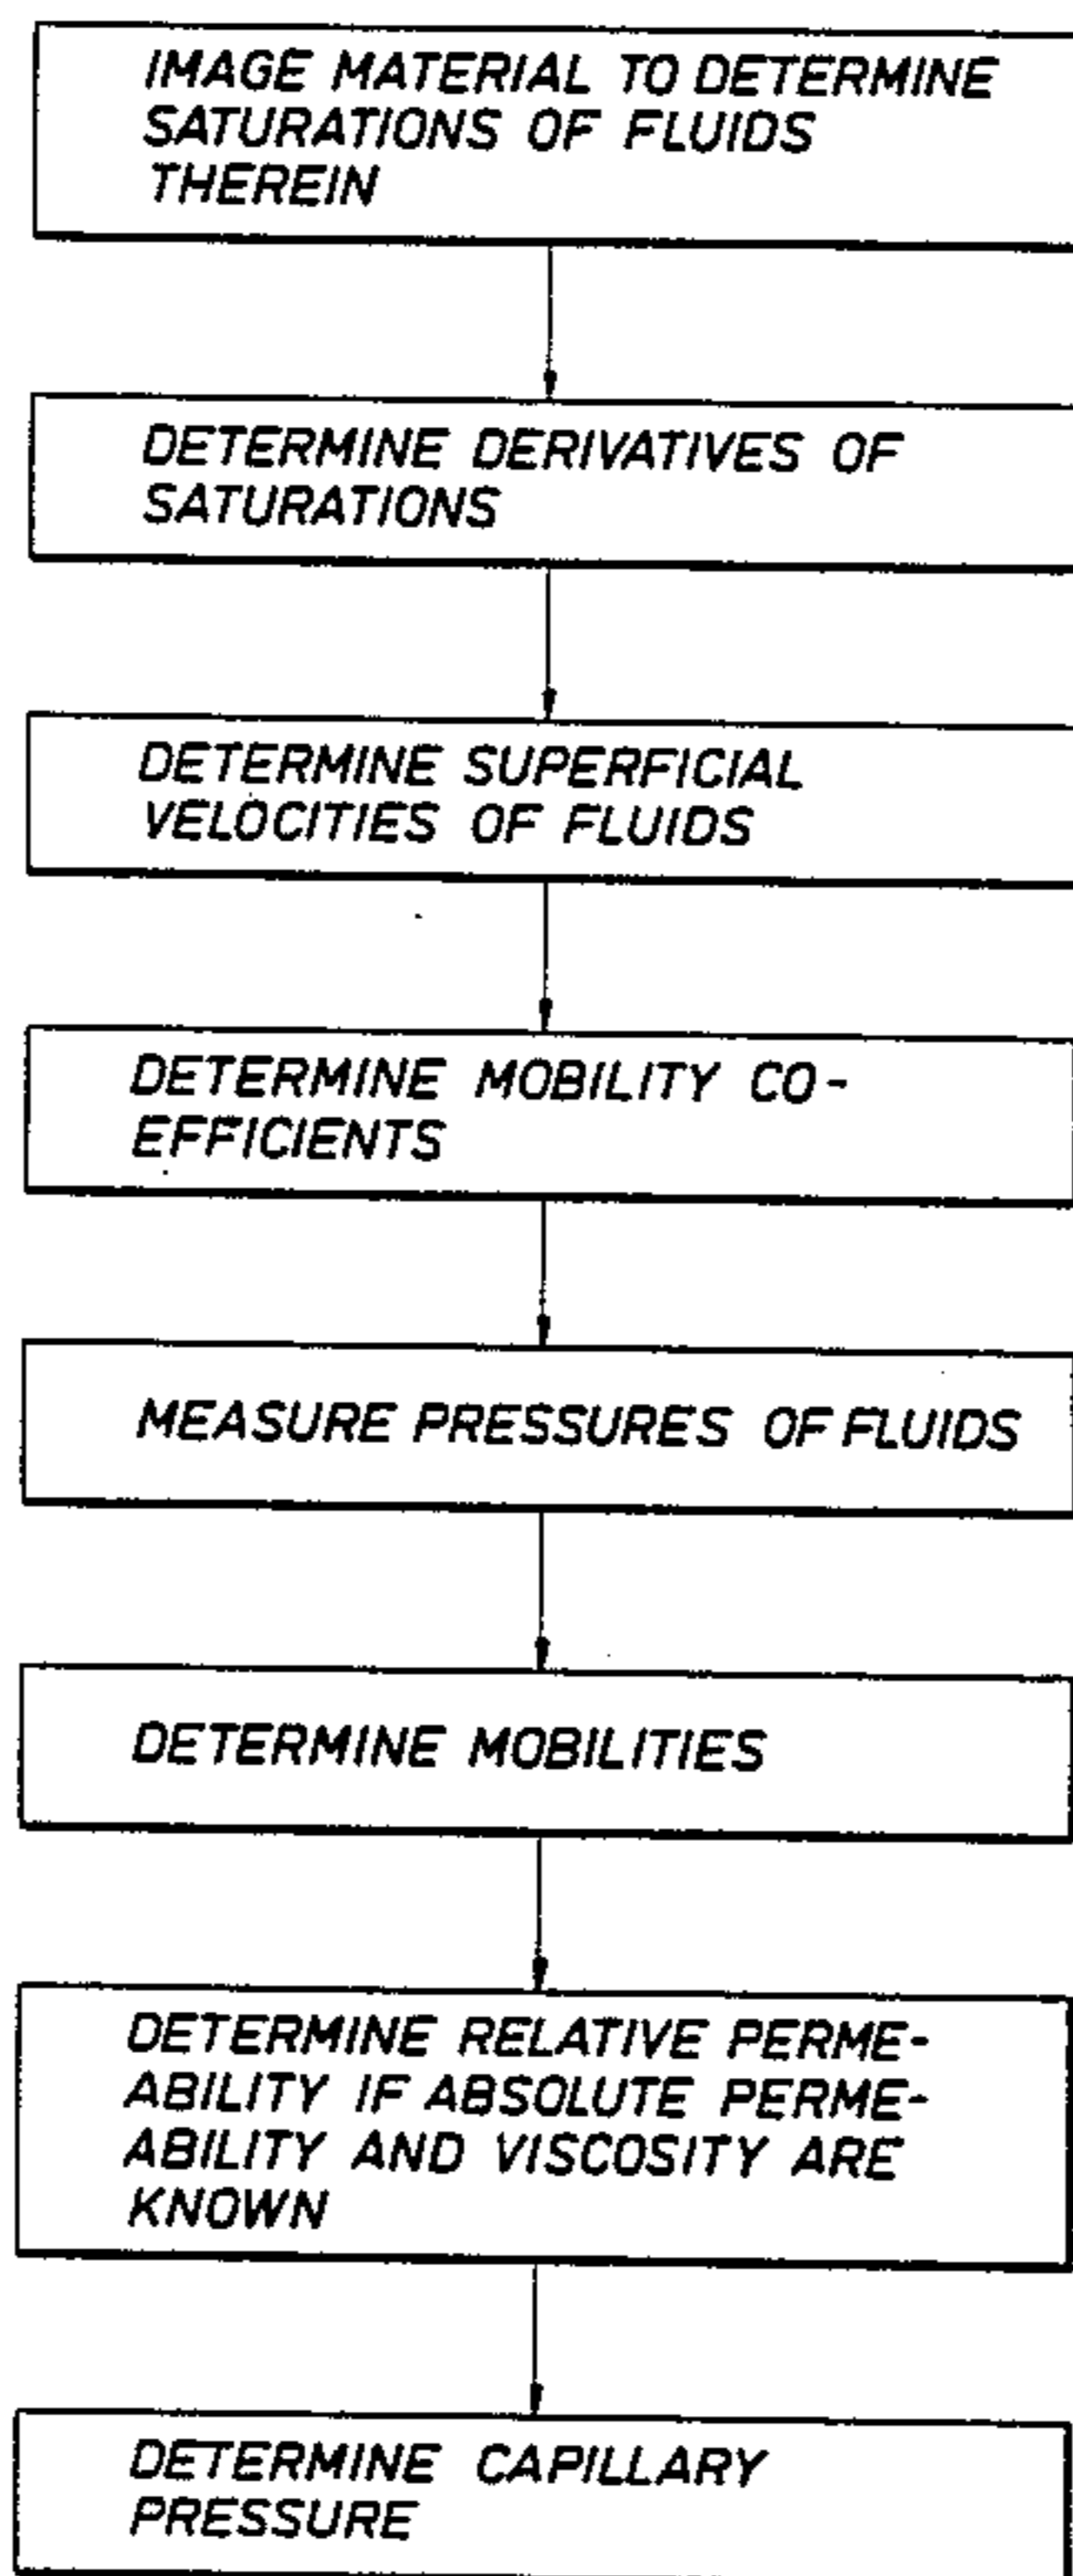 IMAGE MATERIAL TO DETERMINE
SATURATIONS OF FLUIDS
THEREIN
DETERMINE DERIVATIVES OF
SATURATIONS
DETERMINE SUPERFICIAL
VELOCITIES OF FLUIDS
DETERMINE MOBILITY CO-
EFFICIENTS
MEASURE PRESSURES OF FLUIDS
DETERMINE MOBILITIES
DETERMINE RELATIVE PERME-
ABILITY IF ABSOLUTE PERME-
ABILITY AND VISCOSITY ARE
KNOWN
DETERMINE CAPILLARY
PRESSURE